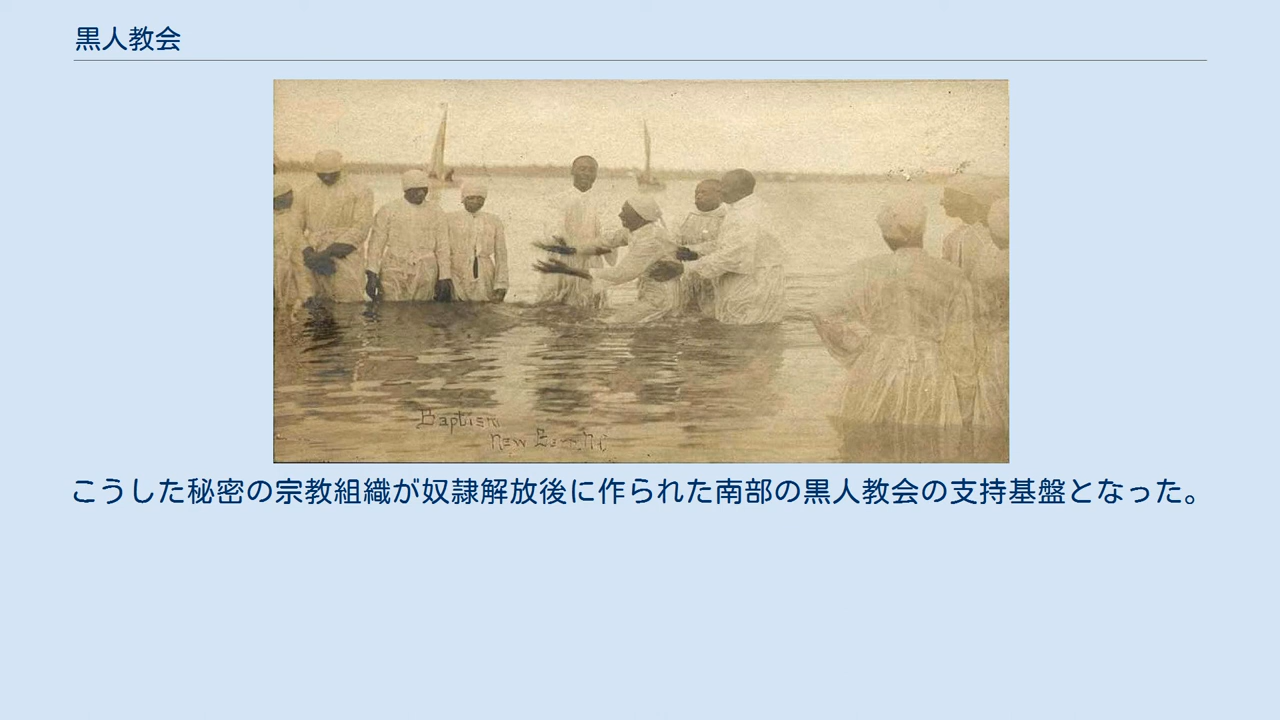 黒人教会
Baptism
New
こうした秘密の宗教組織が奴隷解放後に作られた南部の黒人教会の支持基盤となった。